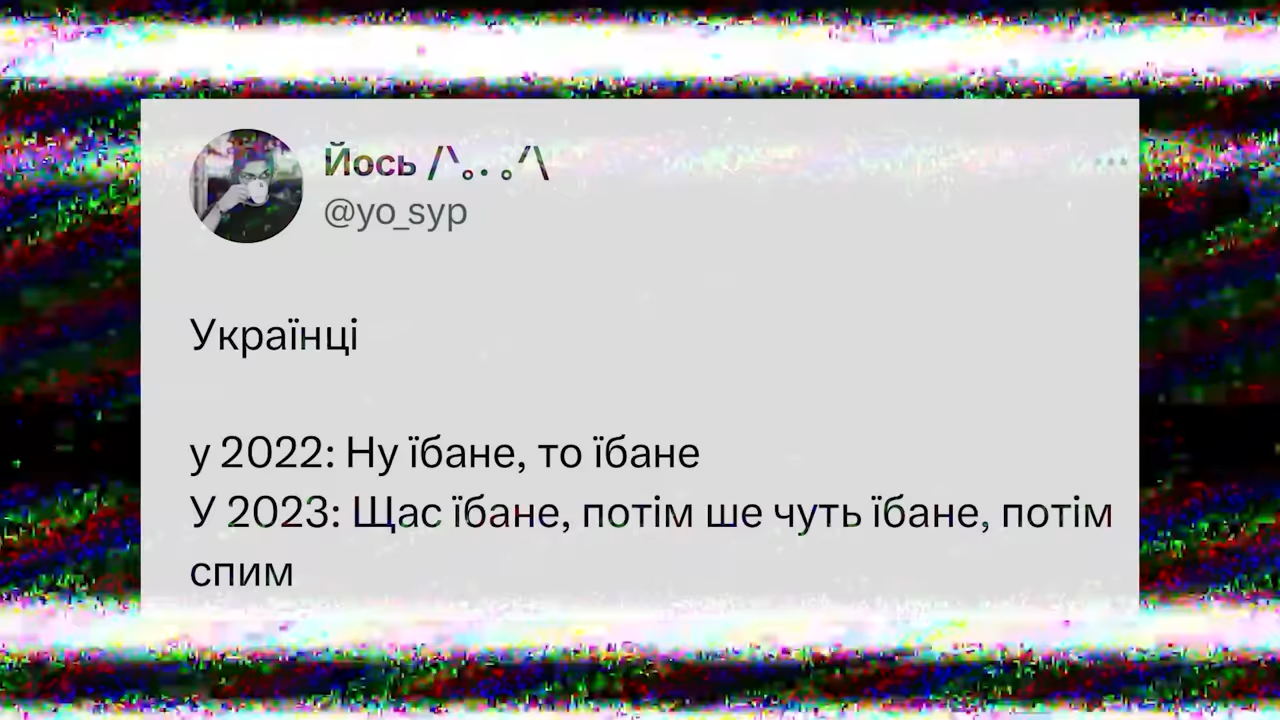 Йось /ᐠ｡‸｡ᐟ\
@yo_syp
Українці
у 2022: Ну їбане, то їбане
У 2023: Щас їбане, потім ше чуть їбане, потім
спим